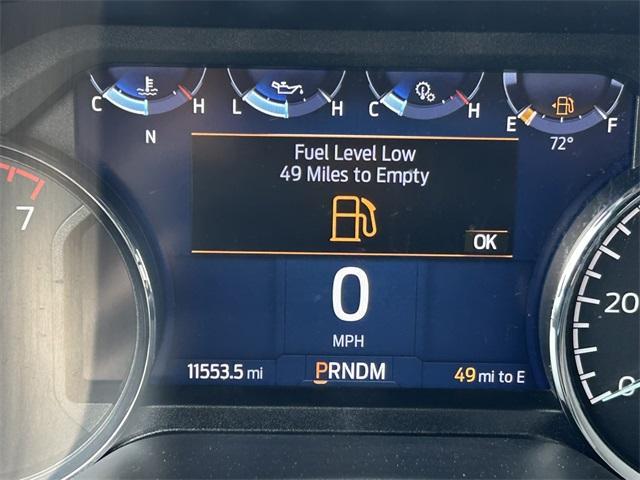 C H L H C H E F
N 72°
Fuel Level Low
49 Miles to Empty
OK
7
0
MPH
20
0
11553.5 mi PRNDM 49 mi to E